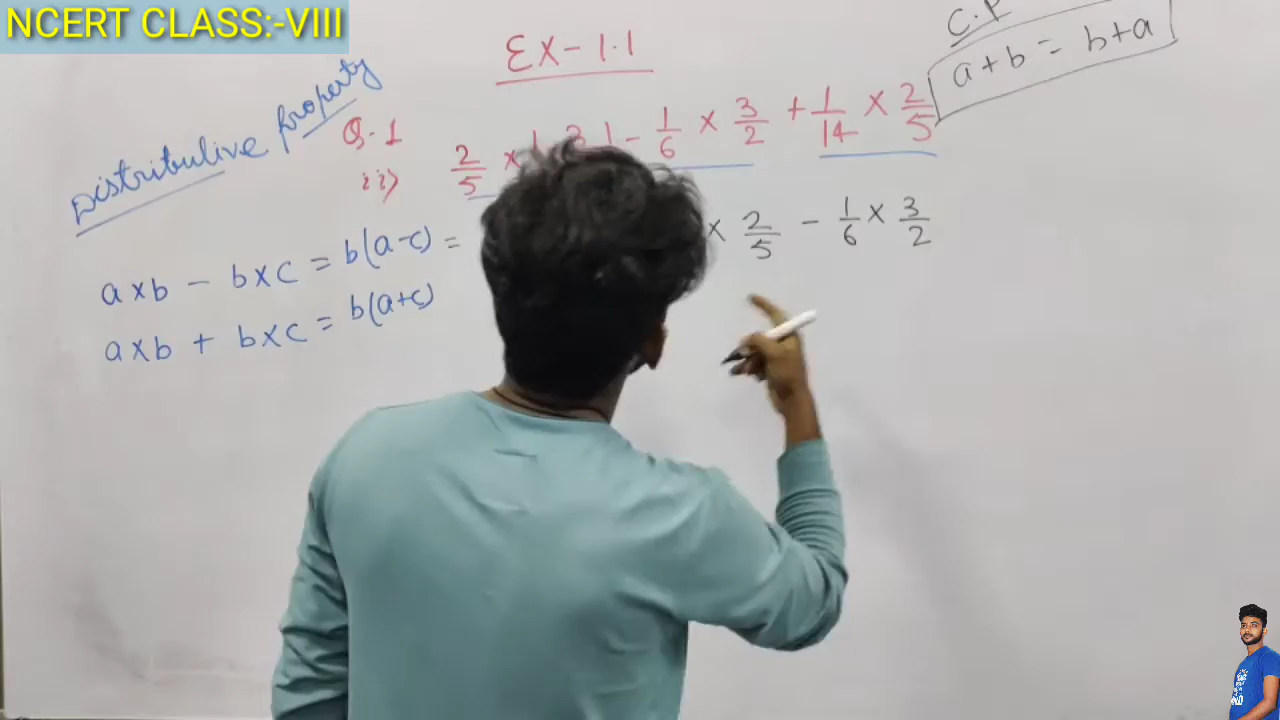 NCERT CLASS:-VIII
EX-1.1
C.P
a+b = b+a
Distributive Property
Q.1
ii) 2/5 × - 1/6 × 3/2 + 1/14 × 2/5
× 2/5 - 1/6 × 3/2
a×b - b×c = b(a-c) =
a×b + b×c = b(a+c)